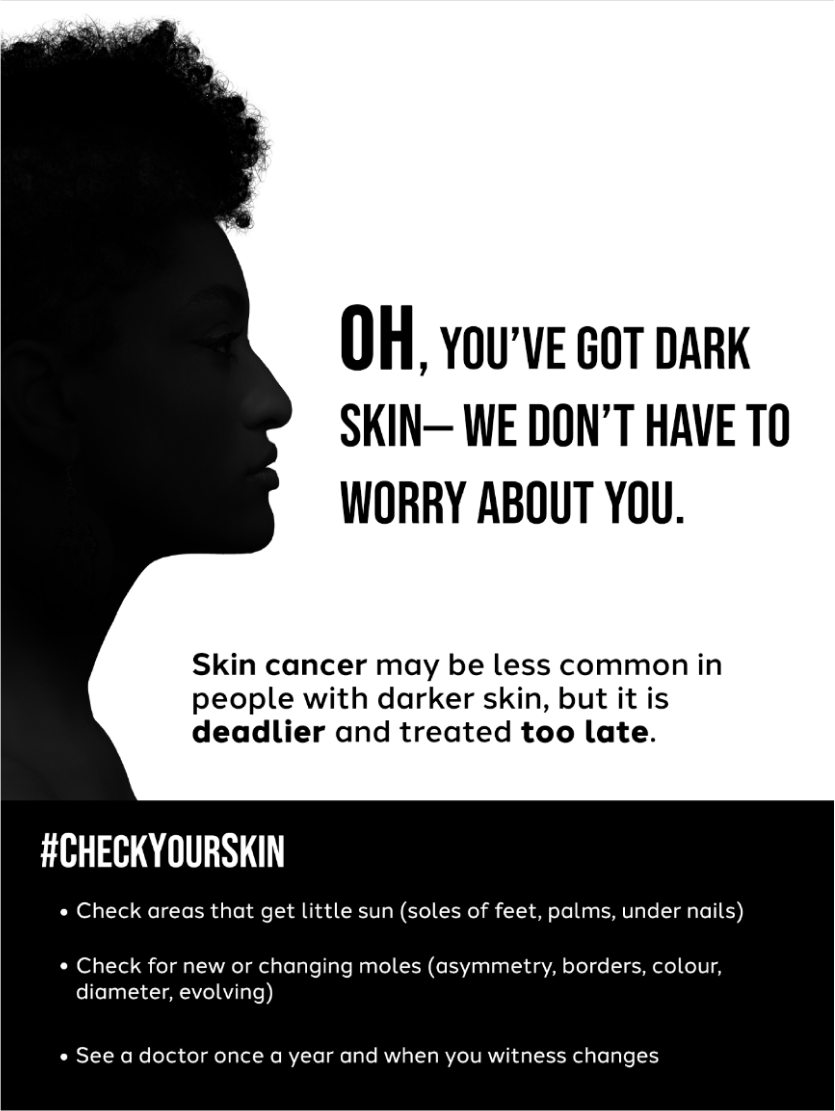 OH, YOU’VE GOT DARK
SKIN– WE DON’T HAVE TO
WORRY ABOUT YOU.
Skin cancer may be less common in
people with darker skin, but it is
deadlier and treated too late.
#CHECKYOURSKIN
• Check areas that get little sun (soles of feet, palms, under nails)
• Check for new or changing moles (asymmetry, borders, colour,
diameter, evolving)
• See a doctor once a year and when you witness changes